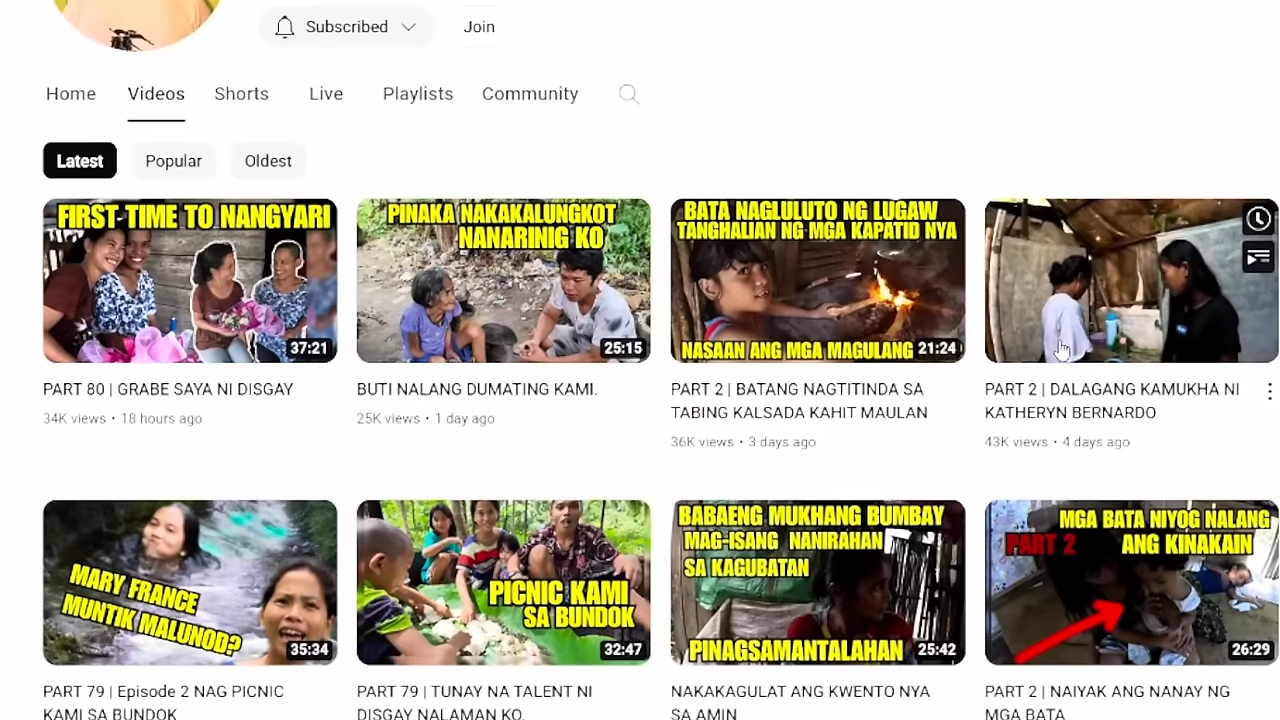 Subscribed
Join
Home
Videos
Shorts
Live
Playlists
Community
Latest
Popular
Oldest
FIRST TIME TO NANGYARI
37:21
PINAKA NAKAKALUNGKOT
NANARINIG KO
25:15
BATA NAGLULUTO NG LUGAW
TANGHALIAN NG MGA KAPATID NYA
NASAAN ANG MGA MAGULANG
21:24
PART 80 | GRABE SAYA NI DISGAY
34K views • 18 hours ago
BUTI NALANG DUMATING KAMI.
25K views • 1 day ago
PART 2 | BATANG NAGTITINDA SA
TABING KALSADA KAHIT MAULAN
36K views • 3 days ago
PART 2 | DALAGANG KAMUKHA NI
KATHERYN BERNARDO
43K views • 4 days ago
MARY FRANCE
MUNTIK MALUNOD?
35:34
PICNIC KAMI
SA BUNDOK
32:47
BABAENG MUKHANG BUMBAY
MAG-ISANG NANIRAHAN
SA KAGUBATAN
PINAGSAMANTALAHAN
25:42
MGA BATA NIYOG NALANG
PART 2
ANG KINAKAIN
26:29
PART 79 | Episode 2 NAG PICNIC
KAMI SA BUNDOK
PART 79 | TUNAY NA TALENT NI
DISGAY NALAMAN KO.
NAKAKAGULAT ANG KWENTO NYA
SA AMIN
PART 2 | NAIYAK ANG NANAY NG
MGA BATA